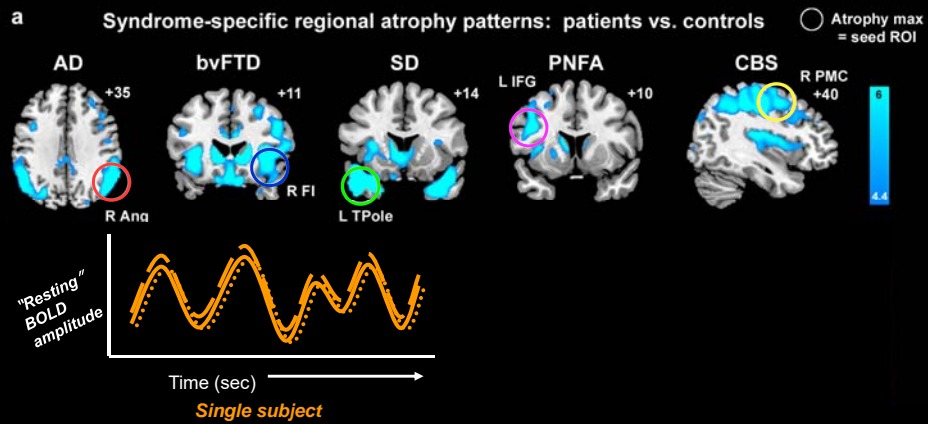 a
Syndrome-specific regional atrophy patterns: patients vs. controls
Atrophy max
= seed ROI
AD
bvFTD
SD
PNFA
CBS
+35
+11
+14
L IFG
+10
R PMC
+40
6
4.4
R Ang
R FI
L TPole
"Resting"
BOLD
amplitude
Time (sec)
Single subject